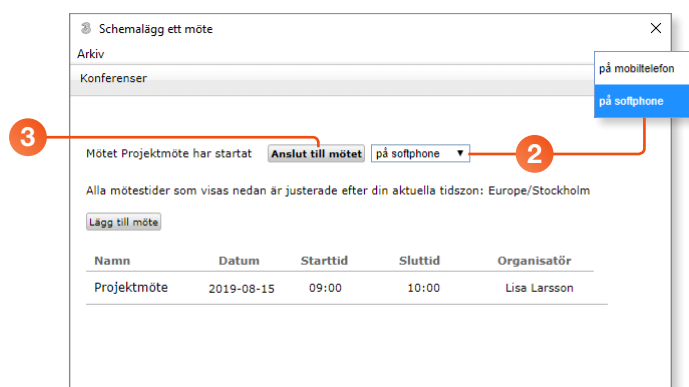 Schemalägg ett möte
Arkiv
Konferenser
på mobiltelefon
på softphone
3
Mötet Projektmöte har startat Anslut till mötet på softphone 2
Alla mötestider som visas nedan är justerade efter din aktuella tidszon: Europe/Stockholm
Lägg till möte
Namn Datum Starttid Sluttid Organisatör
Projektmöte 2019-08-15 09:00 10:00 Lisa Larsson